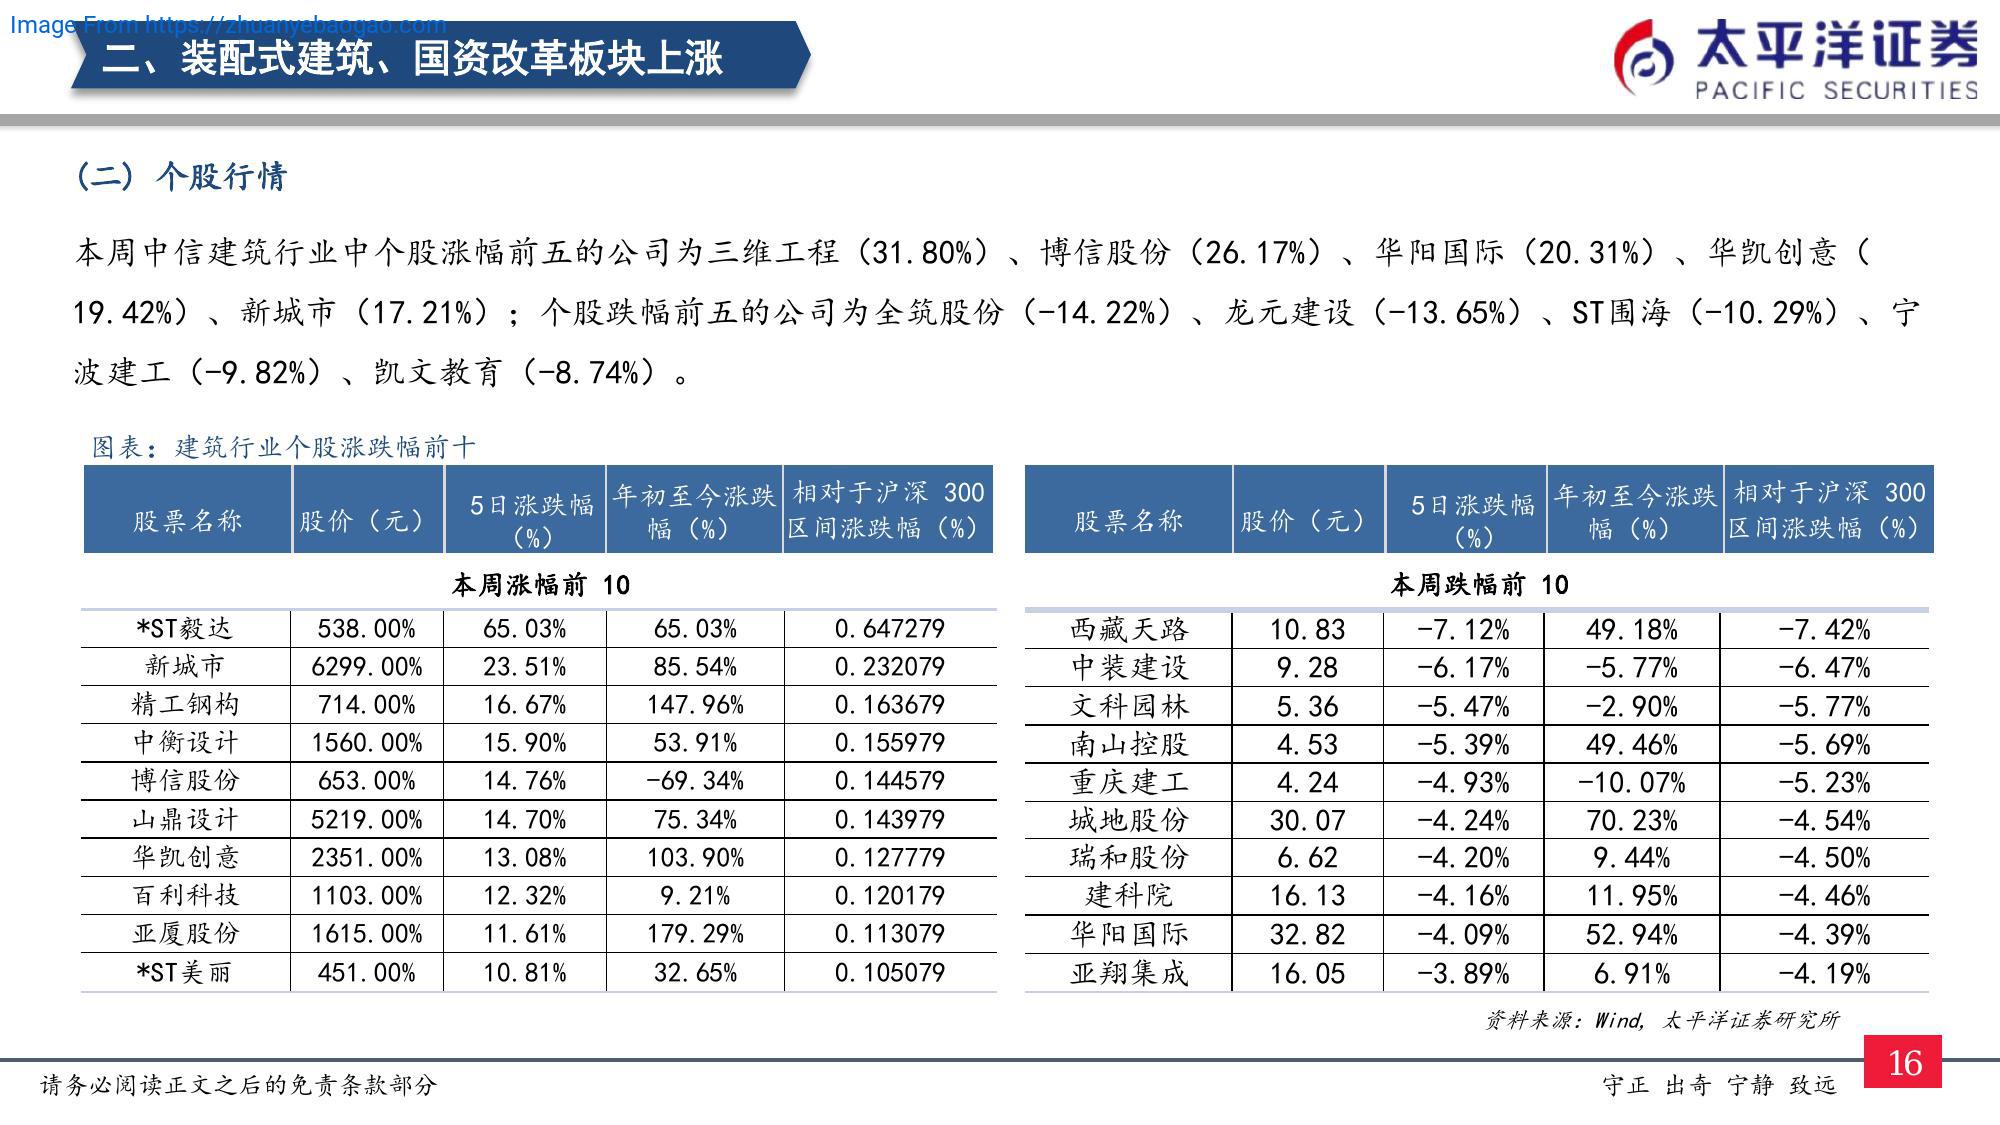 Image From https://zhuanyebaogao.com
二、装配式建筑、国资改革板块上涨
太平洋证券
PACIFIC SECURITIES
(二) 个股行情
本周中信建筑行业中个股涨幅前五的公司为三维工程（31.80%）、博信股份（26.17%）、华阳国际（20.31%）、华凯创意（
19.42%）、新城市（17.21%）；个股跌幅前五的公司为全筑股份（-14.22%）、龙元建设（-13.65%）、ST围海（-10.29%）、宁
波建工（-9.82%）、凯文教育（-8.74%）。
图表：建筑行业个股涨跌幅前十
股票名称 股价（元） 5日涨跌幅（%） 年初至今涨跌幅（%） 相对于沪深 300 区间涨跌幅（%）
本周涨幅前 10
*ST毅达 538.00% 65.03% 65.03% 0.647279
新城市 6299.00% 23.51% 85.54% 0.232079
精工钢构 714.00% 16.67% 147.96% 0.163679
中衡设计 1560.00% 15.90% 53.91% 0.155979
博信股份 653.00% 14.76% -69.34% 0.144579
山鼎设计 5219.00% 14.70% 75.34% 0.143979
华凯创意 2351.00% 13.08% 103.90% 0.127779
百利科技 1103.00% 12.32% 9.21% 0.120179
亚厦股份 1615.00% 11.61% 179.29% 0.113079
*ST美丽 451.00% 10.81% 32.65% 0.105079
股票名称 股价（元） 5日涨跌幅（%） 年初至今涨跌幅（%） 相对于沪深 300 区间涨跌幅（%）
本周跌幅前 10
西藏天路 10.83 -7.12% 49.18% -7.42%
中装建设 9.28 -6.17% -5.77% -6.47%
文科园林 5.36 -5.47% -2.90% -5.77%
南山控股 4.53 -5.39% 49.46% -5.69%
重庆建工 4.24 -4.93% -10.07% -5.23%
城地股份 30.07 -4.24% 70.23% -4.54%
瑞和股份 6.62 -4.20% 9.44% -4.50%
建科院 16.13 -4.16% 11.95% -4.46%
华阳国际 32.82 -4.09% 52.94% -4.39%
亚翔集成 16.05 -3.89% 6.91% -4.19%
资料来源：Wind，太平洋证券研究所
请务必阅读正文之后的免责条款部分
守正 出奇 宁静 致远
16